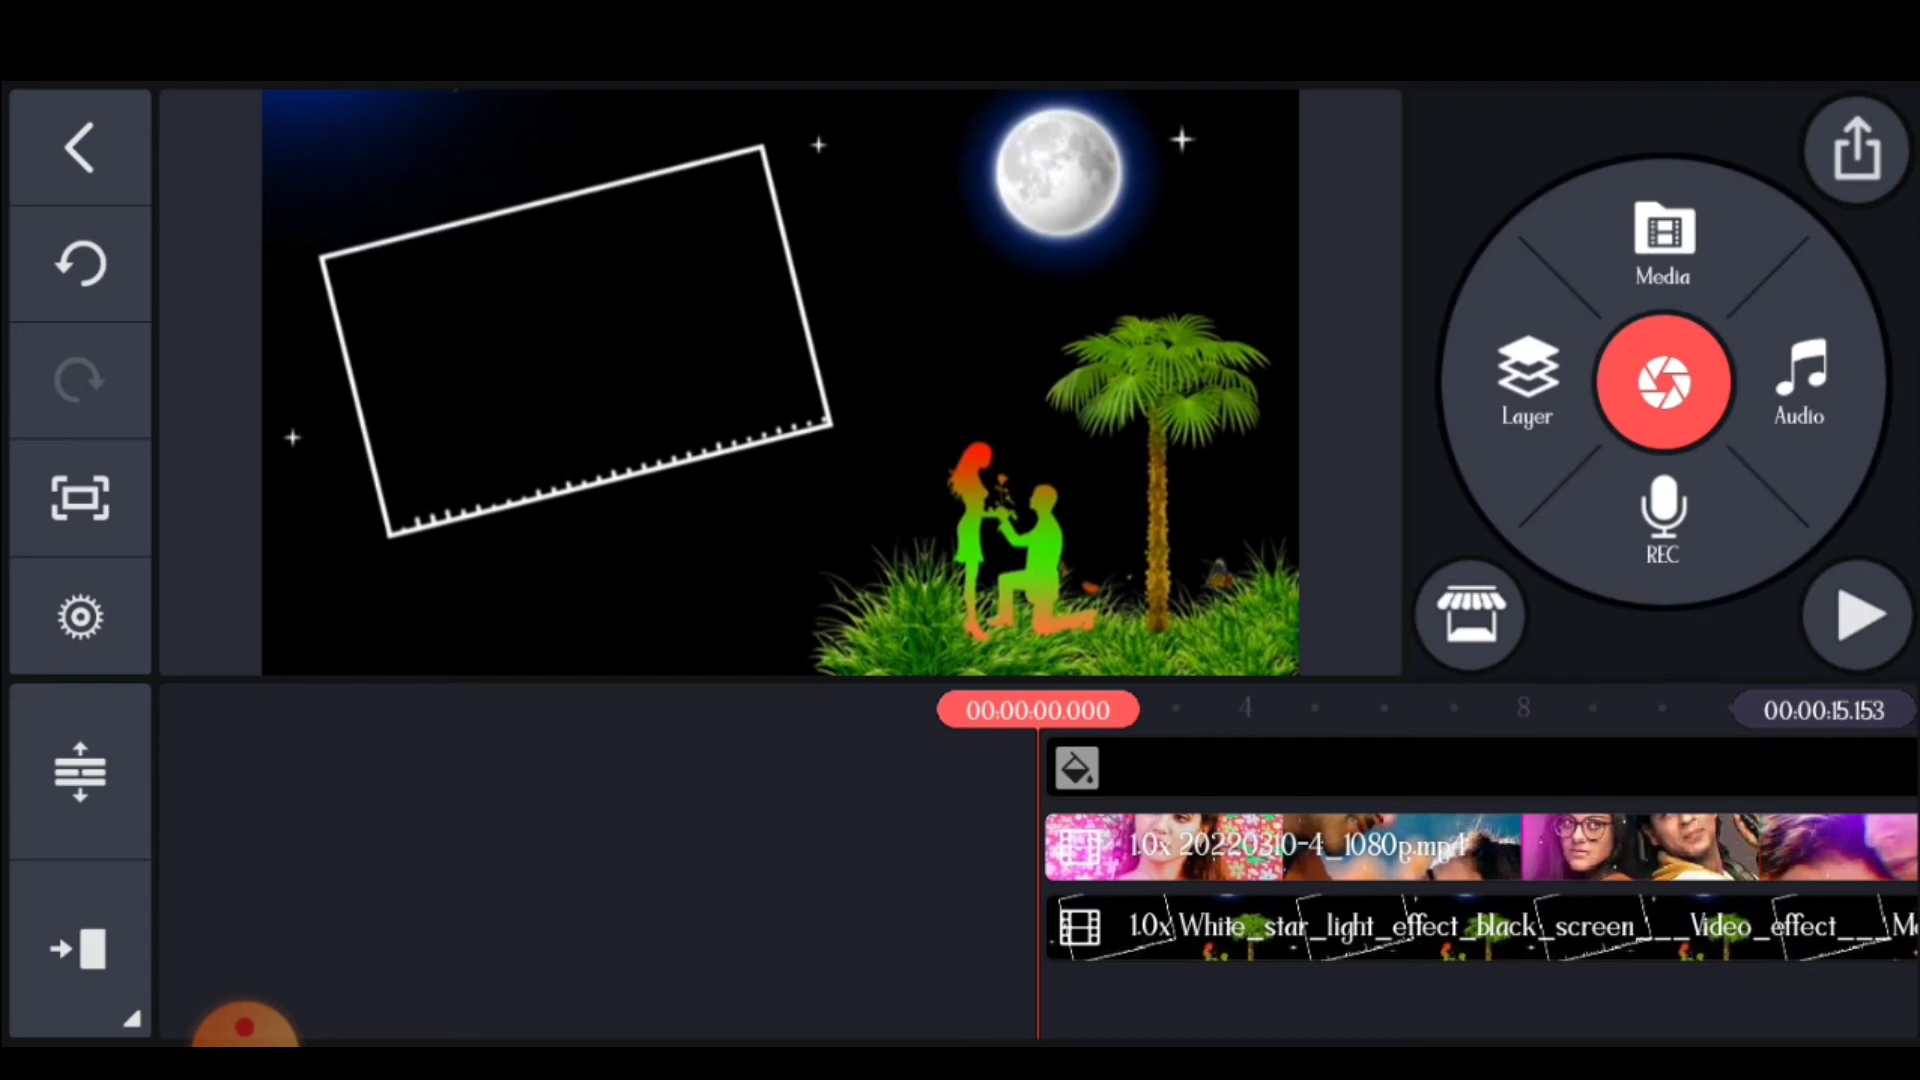 Media
Layer
Audio
REC
00:00:00.000
4
8
00:00:15.153
1.0x 20220310-4_1080p.mp4
1.0x White_star_light_effect_black_screen___Video_effect___M